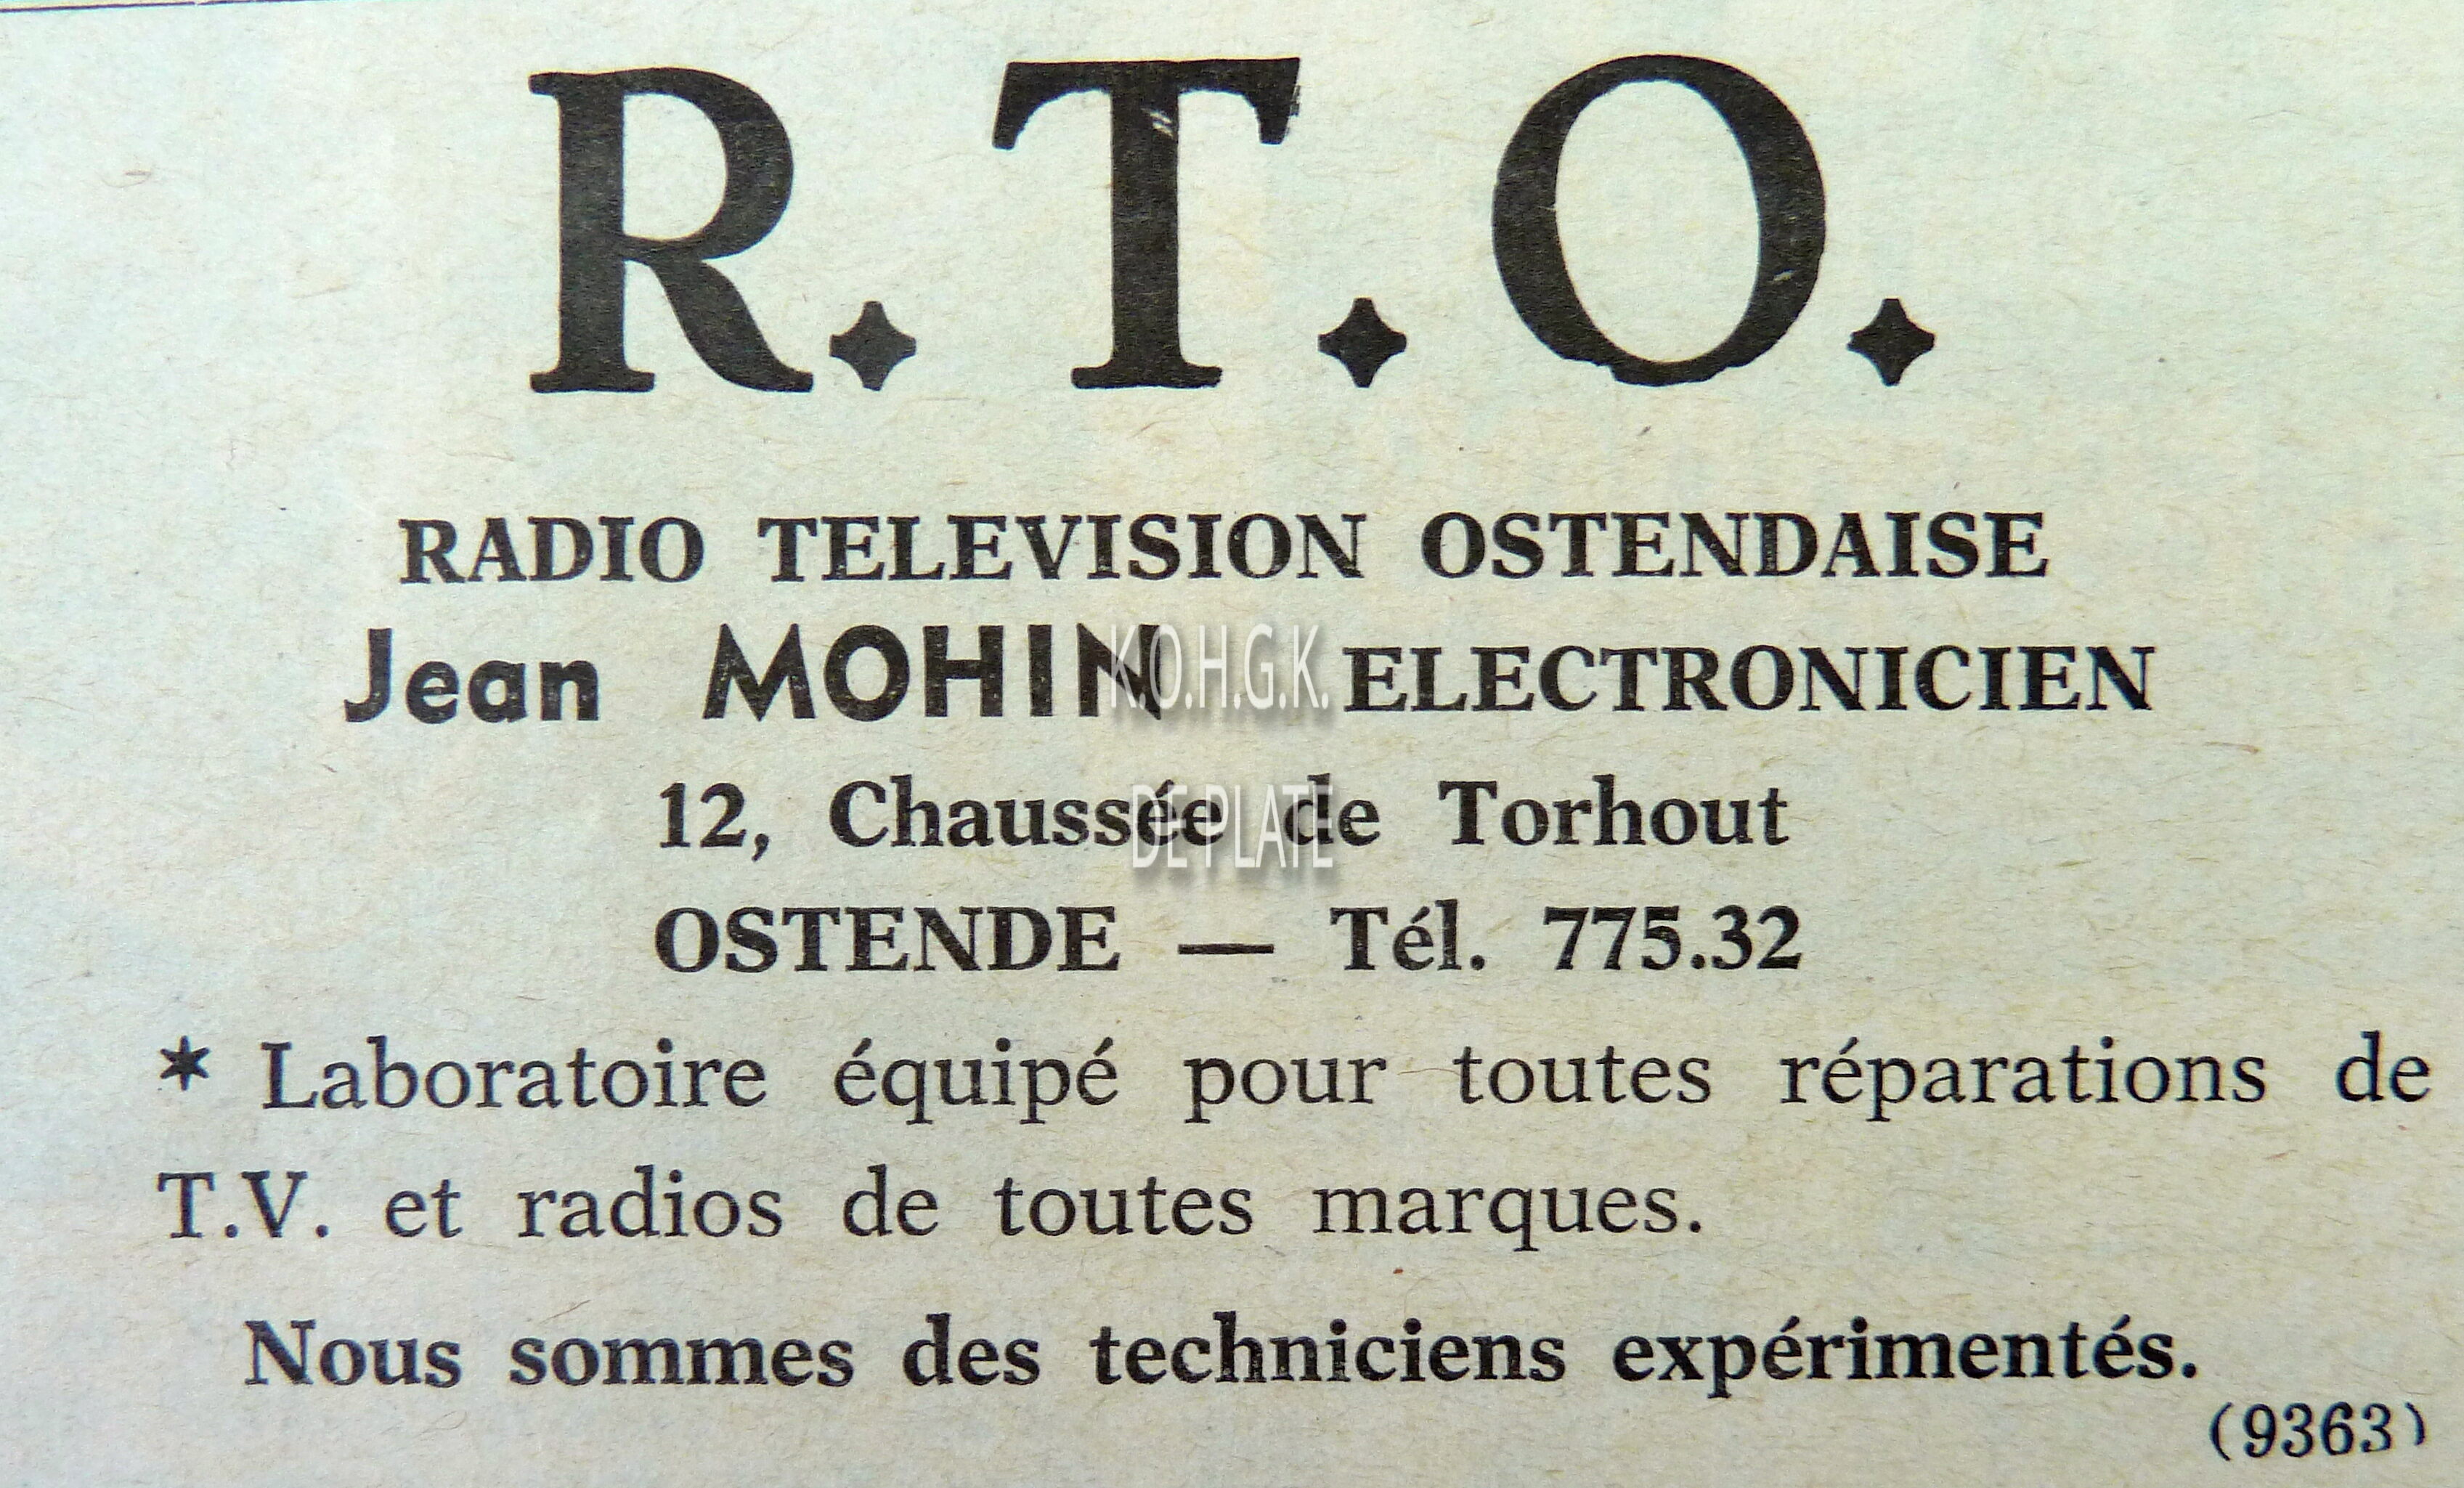 R.T.O.
RADIO TELEVISION OSTENDAISE
Jean MOHIN ELECTRONICIEN
K.O.H.G.K.
12, Chaussée de Torhout
DE PLATE
OSTENDE — Tél. 775.32
* Laboratoire équipé pour toutes réparations de
T.V. et radios de toutes marques.
Nous sommes des techniciens expérimentés.
(9363)